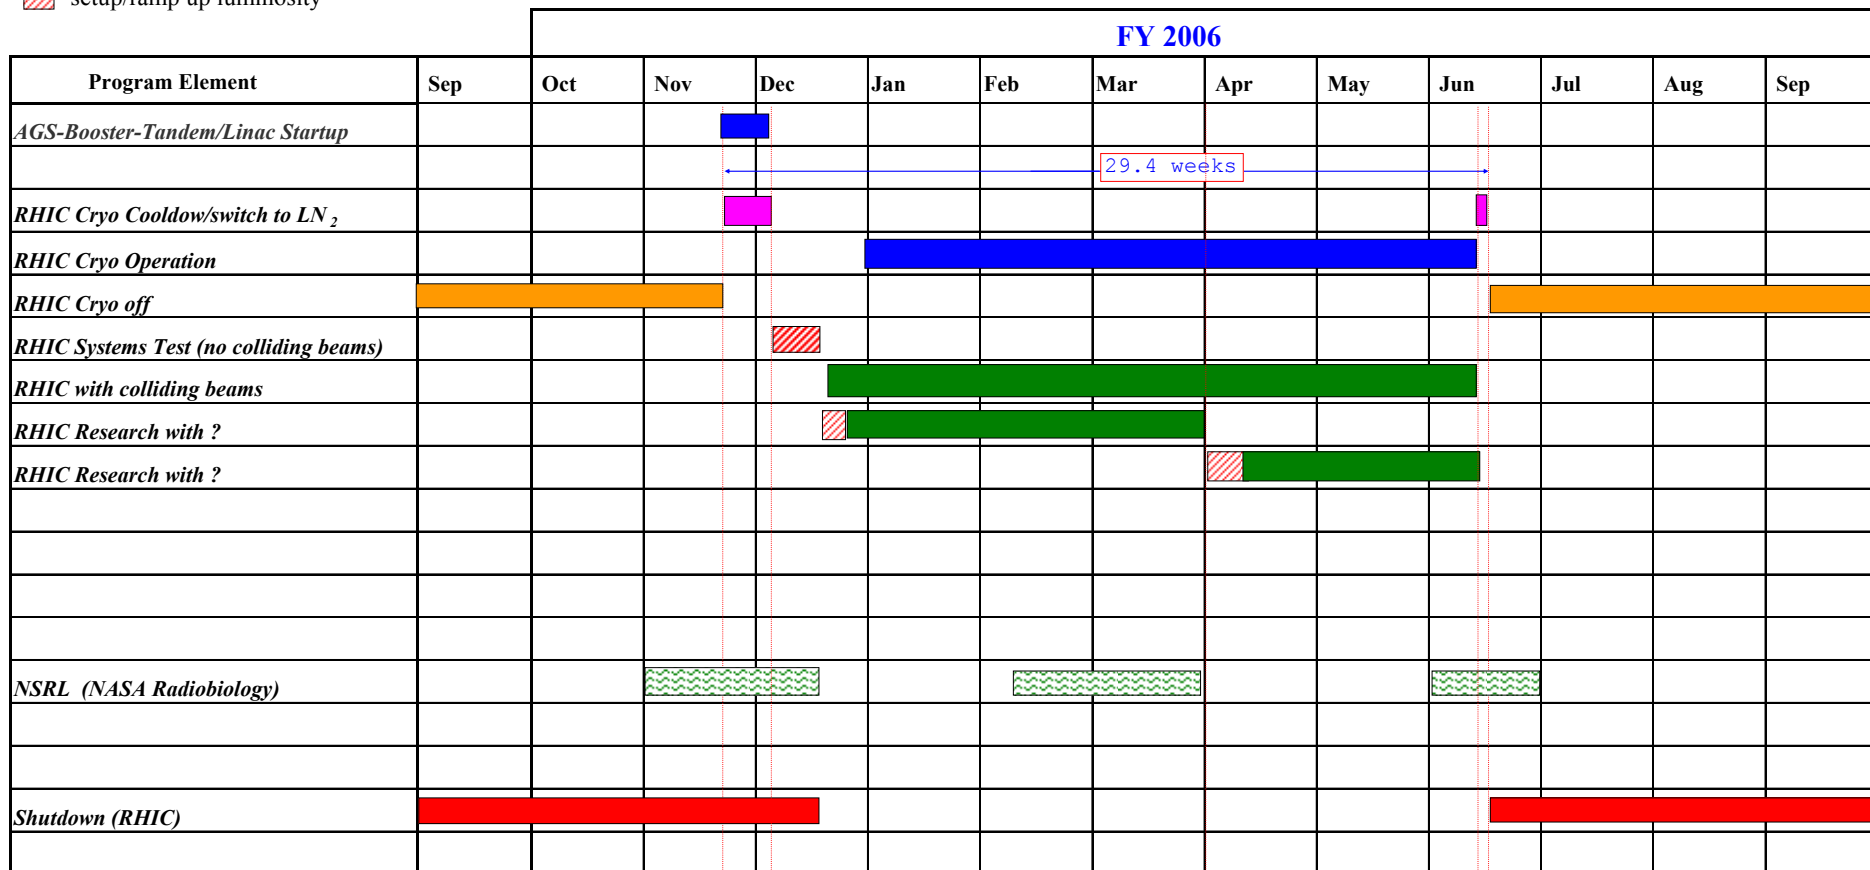 setup/ramp up luminosity
FY 2006
Program Element Sep Oct Nov Dec Jan Feb Mar Apr May Jun Jul Aug Sep
AGS-Booster-Tandem/Linac Startup
29.4 weeks
RHIC Cryo Cooldow/switch to LN2
RHIC Cryo Operation
RHIC Cryo off
RHIC Systems Test (no colliding beams)
RHIC with colliding beams
RHIC Research with ?
RHIC Research with ?
NSRL (NASA Radiobiology)
Shutdown (RHIC)